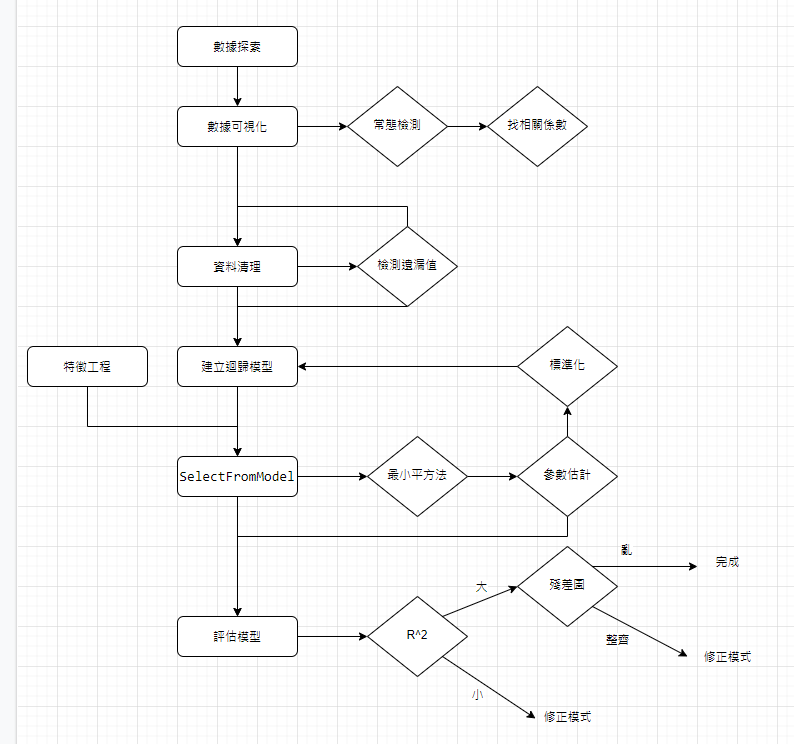 數據探索
數據可視化
常態檢測
找相關係數
資料清理
檢測遺漏值
特徵工程
建立迴歸模型
標準化
SelectFromModel
最小平方法
參數估計
亂
完成
大
殘差圖
評估模型
R^2
整齊
修正模式
小
修正模式